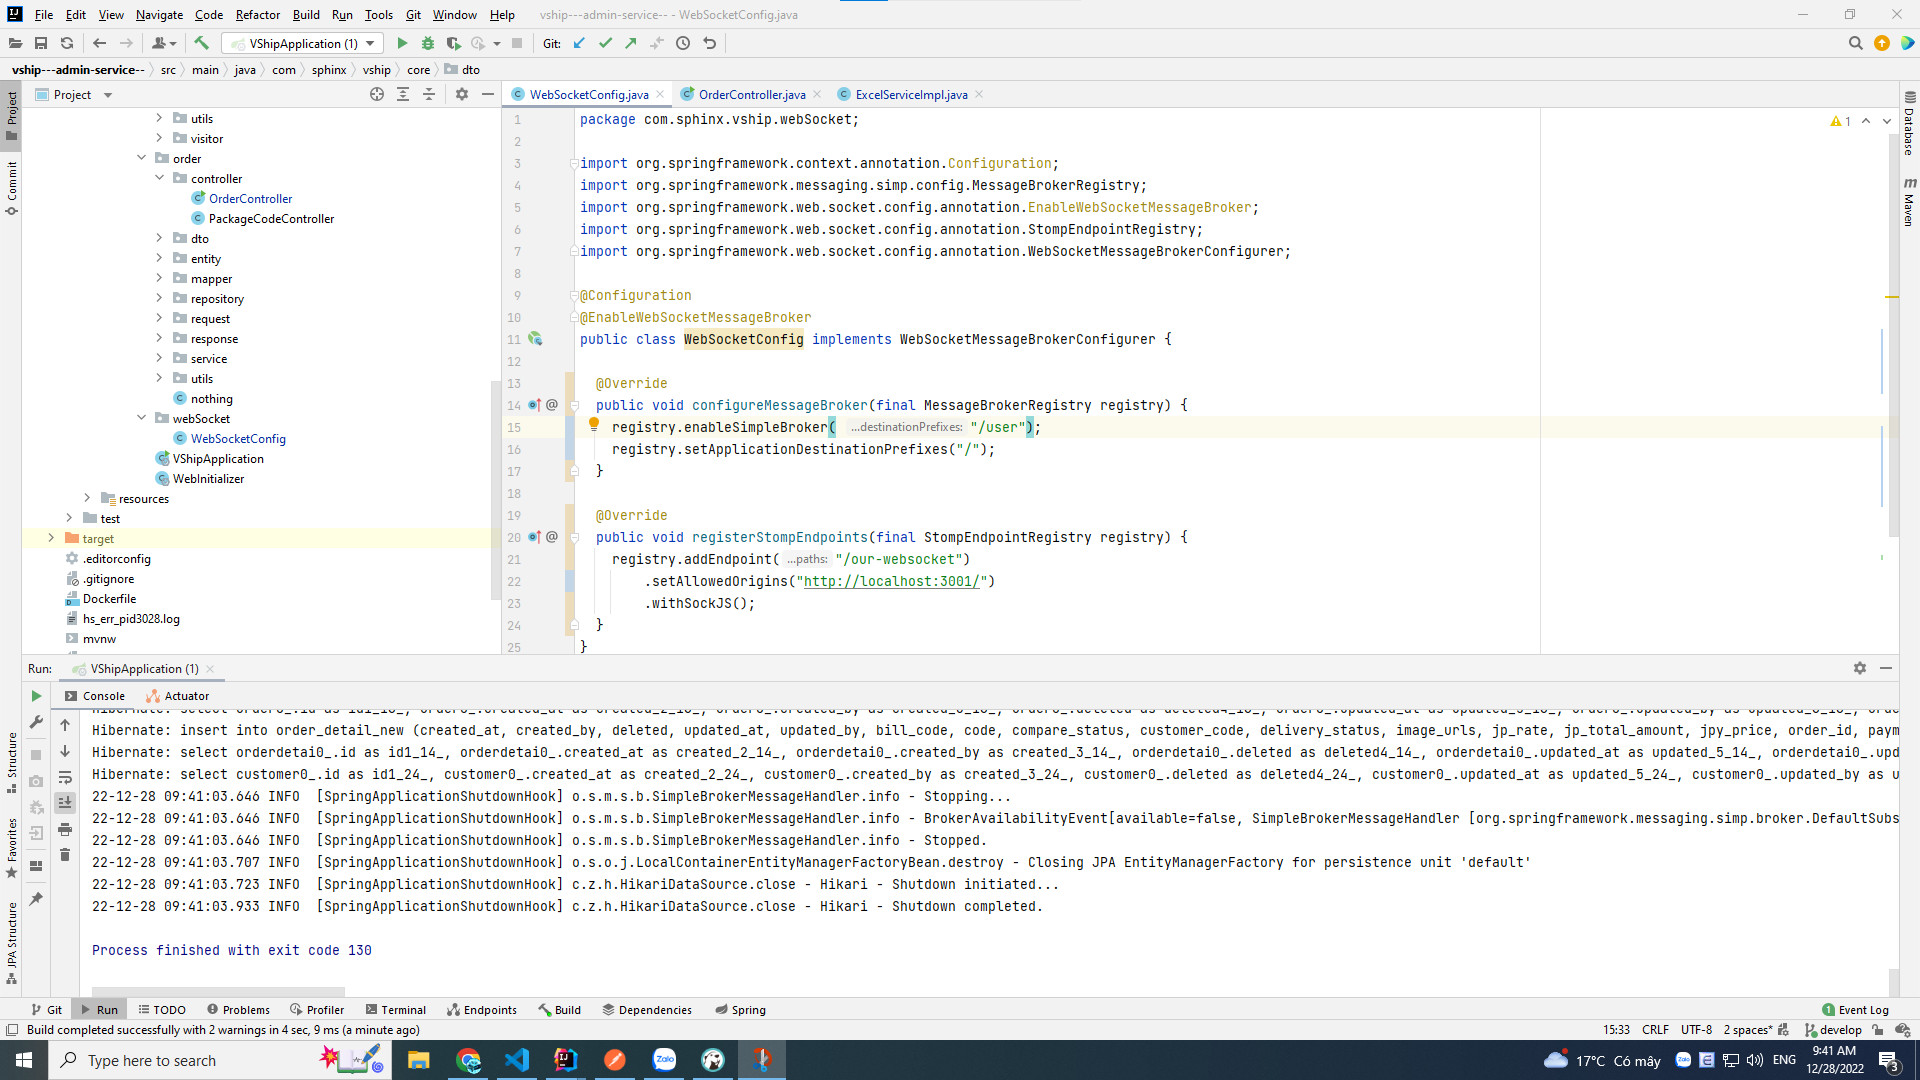 File Edit View Navigate Code Refactor Build Run Tools Git Window Help vship---admin-service-- - WebSocketConfig.java
VShipApplication (1) Git:
vship---admin-service-- src main java com sphinx vship core dto
Project
WebSocketConfig.java OrderController.java ExcelServiceImpl.java
utils
visitor
order
controller
OrderController
PackageCodeController
dto
entity
mapper
repository
request
response
service
utils
nothing
webSocket
WebSocketConfig
VShipApplication
WebInitializer
resources
test
target
.editorconfig
.gitignore
Dockerfile
hs_err_pid3028.log
mvnw
1 package com.sphinx.vship.webSocket;
2
3 import org.springframework.context.annotation.Configuration;
4 import org.springframework.messaging.simp.config.MessageBrokerRegistry;
5 import org.springframework.web.socket.config.annotation.EnableWebSocketMessageBroker;
6 import org.springframework.web.socket.config.annotation.StompEndpointRegistry;
7 import org.springframework.web.socket.config.annotation.WebSocketMessageBrokerConfigurer;
8
9 @Configuration
10 @EnableWebSocketMessageBroker
11 public class WebSocketConfig implements WebSocketMessageBrokerConfigurer {
12
13 @Override
14 @ public void configureMessageBroker(final MessageBrokerRegistry registry) {
15 registry.enableSimpleBroker( ...destinationPrefixes: "/user");
16 registry.setApplicationDestinationPrefixes("/");
17 }
18
19 @Override
20 @ public void registerStompEndpoints(final StompEndpointRegistry registry) {
21 registry.addEndpoint( ...paths: "/our-websocket")
22 .setAllowedOrigins("http://localhost:3001/")
23 .withSockJS();
24 }
25 }
1
Project
Commit
Structure
Favorites
JPA Structure
Database
Maven
Run: VShipApplication (1)
Console Actuator
Hibernate: insert into order_detail_new (created_at, created_by, deleted, updated_at, updated_by, bill_code, code, compare_status, customer_code, delivery_status, image_urls, jp_rate, jp_total_amount, jpy_price, order_id, paym
Hibernate: select orderdetai0_.id as id1_14_, orderdetai0_.created_at as created_2_14_, orderdetai0_.created_by as created_3_14_, orderdetai0_.deleted as deleted4_14_, orderdetai0_.updated_at as updated_5_14_, orderdetai0_.upd
Hibernate: select customer0_.id as id1_24_, customer0_.created_at as created_2_24_, customer0_.created_by as created_3_24_, customer0_.deleted as deleted4_24_, customer0_.updated_at as updated_5_24_, customer0_.updated_by as u
22-12-28 09:41:03.646 INFO [SpringApplicationShutdownHook] o.s.m.s.b.SimpleBrokerMessageHandler.info - Stopping...
22-12-28 09:41:03.646 INFO [SpringApplicationShutdownHook] o.s.m.s.b.SimpleBrokerMessageHandler.info - BrokerAvailabilityEvent[available=false, SimpleBrokerMessageHandler [org.springframework.messaging.simp.broker.DefaultSubs
22-12-28 09:41:03.646 INFO [SpringApplicationShutdownHook] o.s.m.s.b.SimpleBrokerMessageHandler.info - Stopped.
22-12-28 09:41:03.707 INFO [SpringApplicationShutdownHook] o.s.o.j.LocalContainerEntityManagerFactoryBean.destroy - Closing JPA EntityManagerFactory for persistence unit 'default'
22-12-28 09:41:03.723 INFO [SpringApplicationShutdownHook] c.z.h.HikariDataSource.close - Hikari - Shutdown initiated...
22-12-28 09:41:03.933 INFO [SpringApplicationShutdownHook] c.z.h.HikariDataSource.close - Hikari - Shutdown completed.
Process finished with exit code 130
Git Run TODO Problems Profiler Terminal Endpoints Build Dependencies Spring 1 Event Log
Build completed successfully with 2 warnings in 4 sec, 9 ms (a minute ago) 15:33 CRLF UTF-8 2 spaces* develop
Type here to search 17°C Có mây Zalo ENG 9:41 AM
12/28/2022 3